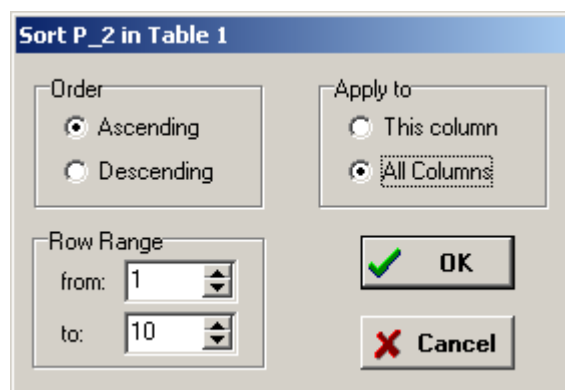 Sort P_2 in Table 1
Order
Ascending
Descending
Apply to
This column
All Columns
Row Range
from: 1
to: 10
OK
Cancel